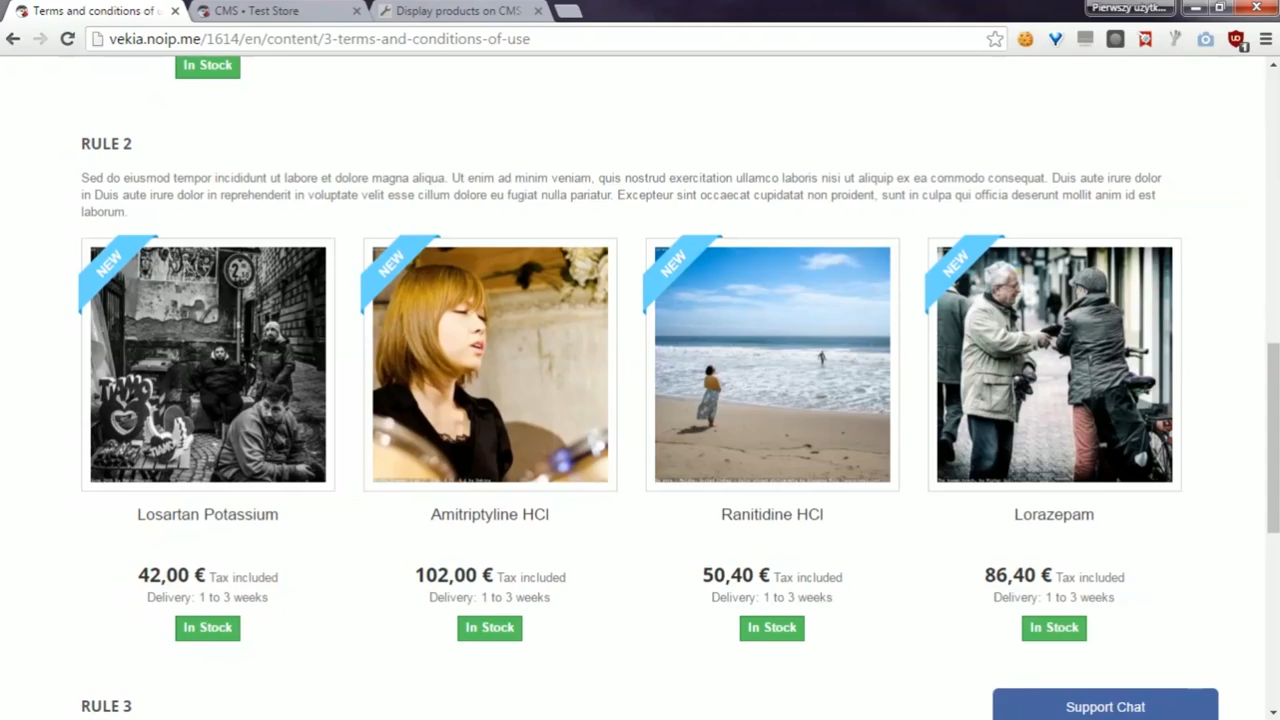 Terms and conditions of
CMS • Test Store
Display products on CMS
Pierwszy użytk...
vekia.noip.me/1614/en/content/3-terms-and-conditions-of-use
In Stock
RULE 2
Sed do eiusmod tempor incididunt ut labore et dolore magna aliqua. Ut enim ad minim veniam, quis nostrud exercitation ullamco laboris nisi ut aliquip ex ea commodo consequat. Duis aute irure dolor
in Duis aute irure dolor in reprehenderit in voluptate velit esse cillum dolore eu fugiat nulla pariatur. Excepteur sint occaecat cupidatat non proident, sunt in culpa qui officia deserunt mollit anim id est
laborum.
NEW NEW NEW NEW
Losartan Potassium Amitriptyline HCl Ranitidine HCl Lorazepam
42,00 € Tax included 102,00 € Tax included 50,40 € Tax included 86,40 € Tax included
Delivery: 1 to 3 weeks Delivery: 1 to 3 weeks Delivery: 1 to 3 weeks Delivery: 1 to 3 weeks
In Stock In Stock In Stock In Stock
RULE 3
Support Chat